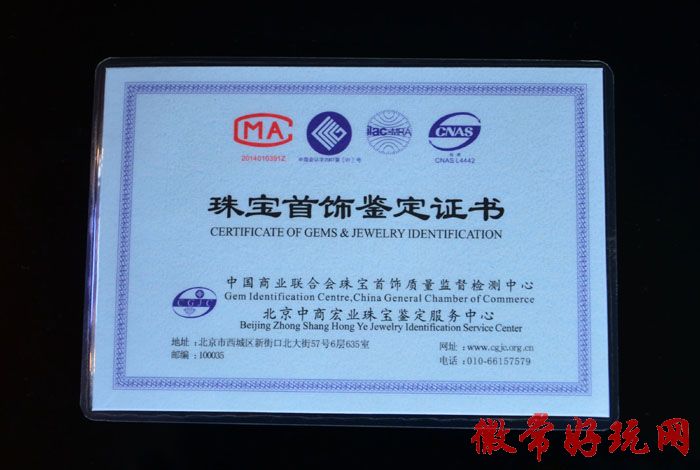 MA
ilac-MRA
CNAS
2014010391Z
CNAS L4442
珠宝首饰鉴定证书
CERTIFICATE OF GEMS & JEWELRY IDENTIFICATION
CGJC
中国商业联合会珠宝首饰质量监督检测中心
Gem Identification Centre,China General Chamber of Commerce
北京中商宏业珠宝鉴定服务中心
Beijing Zhong Shang Hong Ye Jewelry Identification Service Center
地址:北京市西城区新街口北大街57号6层635室
网址:www.cgjc.org.cn
邮编:100035
电话:010-66157579
徽常好玩网